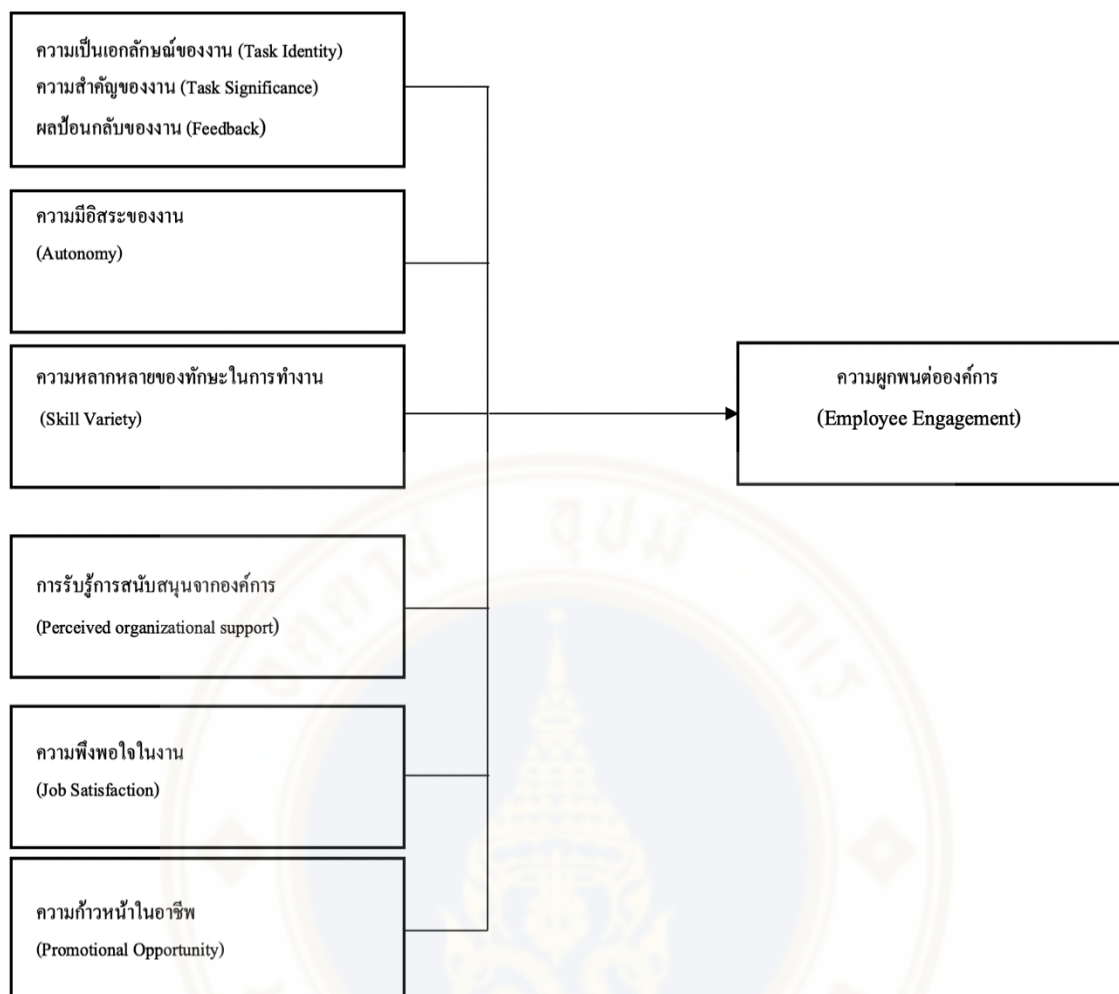 ความเป็นเอกลักษณ์ของงาน (Task Identity)
ความสำคัญของงาน (Task Significance)
ผลป้อนกลับของงาน (Feedback)
ความมีอิสระของงาน
(Autonomy)
ความหลากหลายของทักษะในการทำงาน
(Skill Variety)
ความผูกพนต่อองค์การ
(Employee Engagement)
การรับรู้การสนับสนุนจากองค์การ
(Perceived organizational support)
ความพึงพอใจในงาน
(Job Satisfaction)
ความก้าวหน้าในอาชีพ
(Promotional Opportunity)